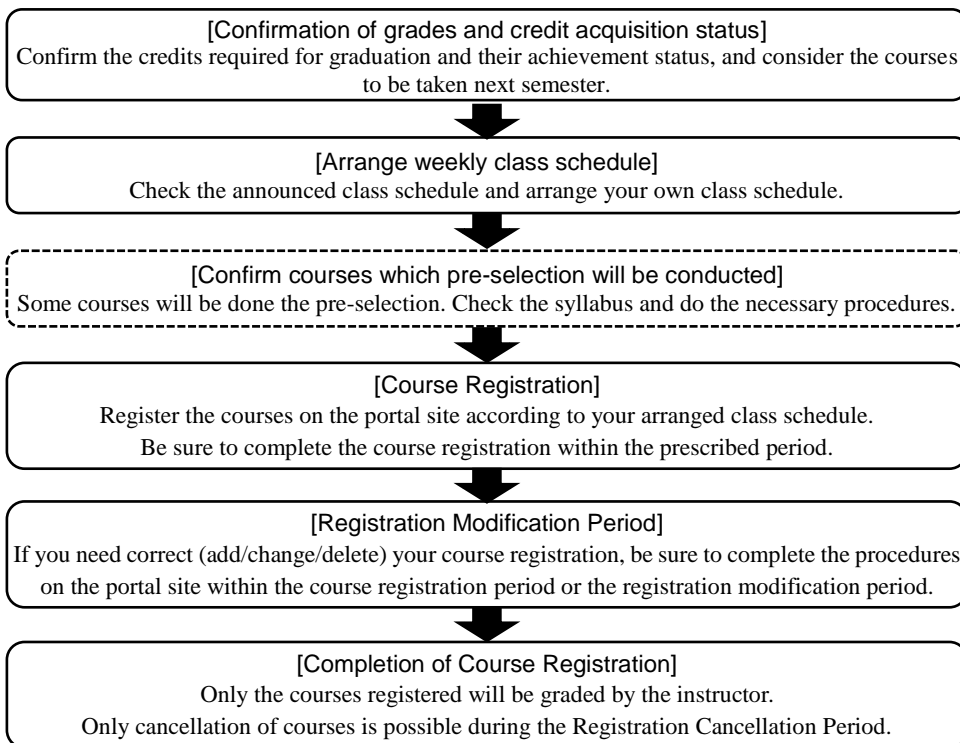 [Confirmation of grades and credit acquisition status]
Confirm the credits required for graduation and their achievement status, and consider the courses
to be taken next semester.
[Arrange weekly class schedule]
Check the announced class schedule and arrange your own class schedule.
[Confirm courses which pre-selection will be conducted]
Some courses will be done the pre-selection. Check the syllabus and do the necessary procedures.
[Course Registration]
Register the courses on the portal site according to your arranged class schedule.
Be sure to complete the course registration within the prescribed period.
[Registration Modification Period]
If you need correct (add/change/delete) your course registration, be sure to complete the procedures
on the portal site within the course registration period or the registration modification period.
[Completion of Course Registration]
Only the courses registered will be graded by the instructor.
Only cancellation of courses is possible during the Registration Cancellation Period.